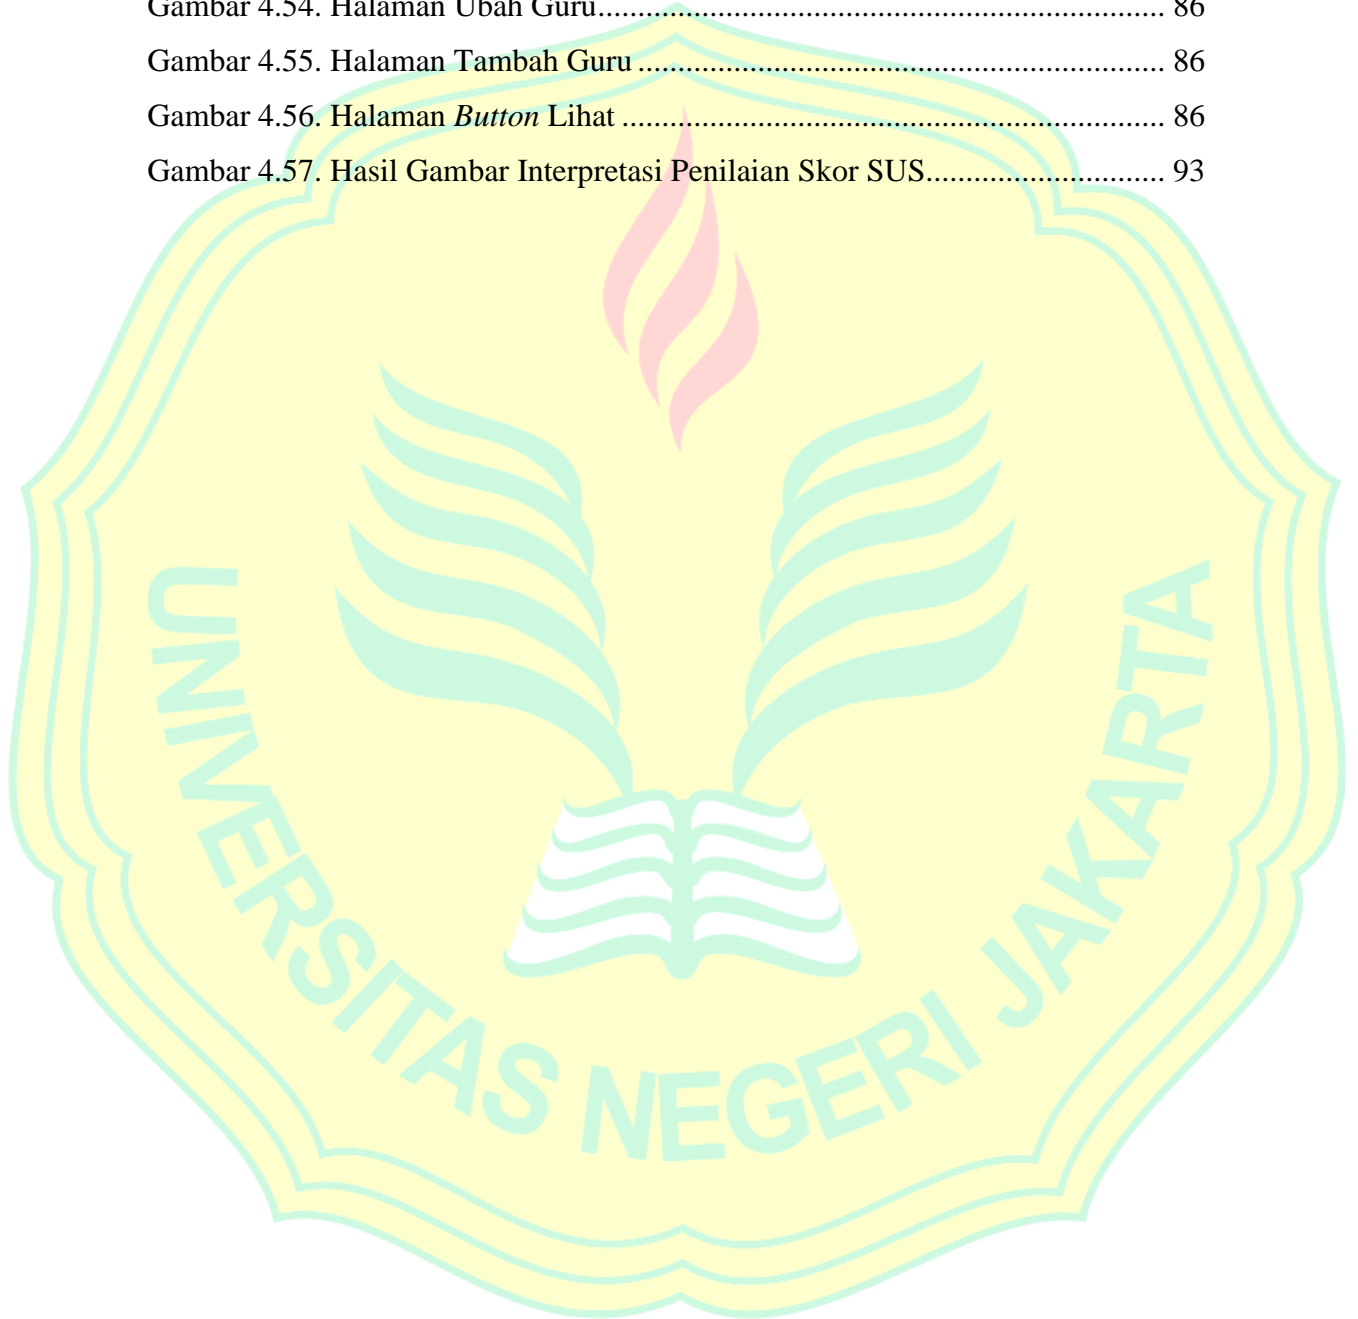 Gambar 4.54. Halaman Ubah Guru....................................................................... 86
Gambar 4.55. Halaman Tambah Guru .................................................................. 86
Gambar 4.56. Halaman Button Lihat .................................................................... 86
Gambar 4.57. Hasil Gambar Interpretasi Penilaian Skor SUS.............................. 93
UNIVERSITAS NEGERI JAKARTA